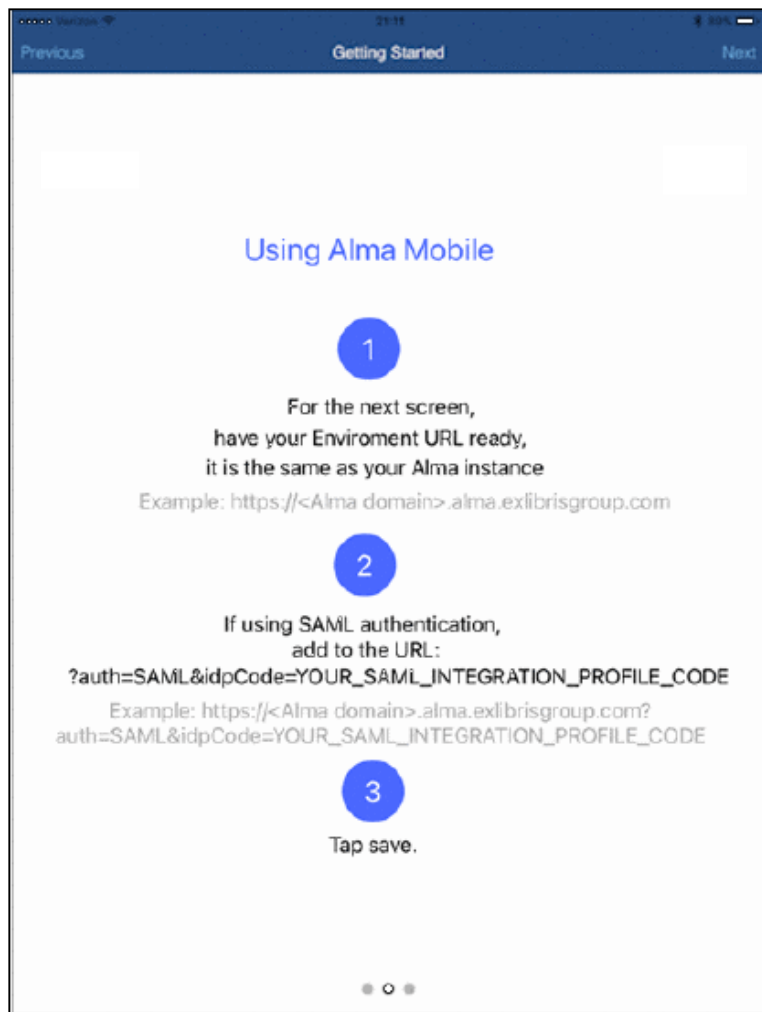 Verizon 21:11
Previous Getting Started Next
Using Alma Mobile
1
For the next screen,
have your Enviroment URL ready,
it is the same as your Alma instance
Example: https://<Alma domain>.alma.exlibrisgroup.com
2
If using SAML authentication,
add to the URL:
?auth=SAML&idpCode=YOUR_SAML_INTEGRATION_PROFILE_CODE
Example: https://<Alma domain>.alma.exlibrisgroup.com?
auth=SAML&idpCode=YOUR_SAML_INTEGRATION_PROFILE_CODE
3
Tap save.